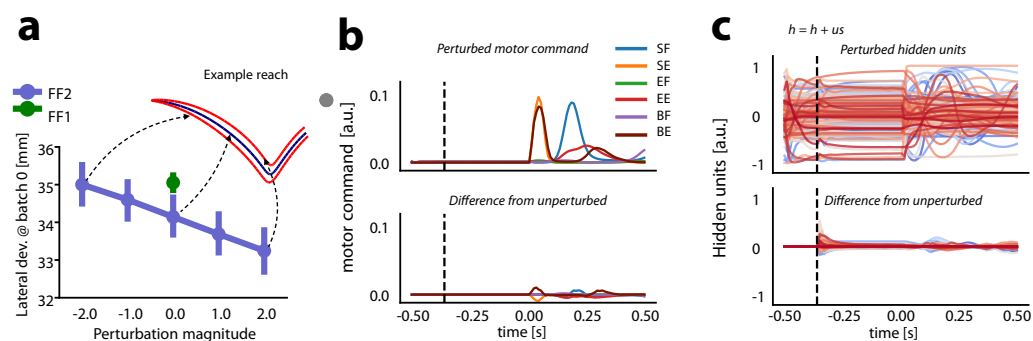 a
Example reach
FF2
FF1
Lateral dev. @ batch 0 [mm]
36
35
34
33
32
-2.0 -1.0 0.0 1.0 2.0
Perturbation magnitude
b
Perturbed motor command
SF
SE
EF
EE
BF
BE
motor command [a.u.]
0.1
0.0
Difference from unperturbed
0.1
0.0
-0.50 -0.25 0.00 0.25 0.50
time [s]
c
h = h + us
Perturbed hidden units
Hidden units [a.u.]
1
0
-1
Difference from unperturbed
1
0
-1
-0.50 -0.25 0.00 0.25 0.50
time [s]